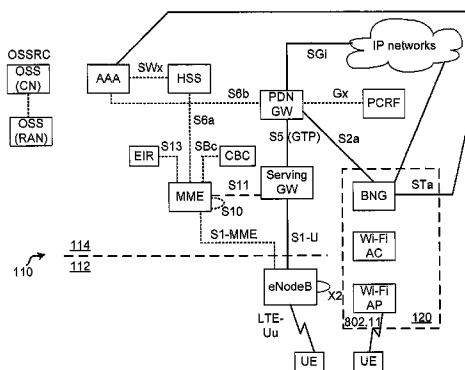 OSSRC
OSS
(CN)
OSS
(RAN)
AAA
SWx
HSS
S6b
S6a
PDN
GW
SGi
IP networks
Gx
PCRF
S5 (GTP)
S2a
EIR
S13
SBc
CBC
MME
S11
S10
Serving
GW
BNG
STa
S1-MME
S1-U
Wi-Fi
AC
110
114
112
eNodeB
X2
Wi-Fi
AP
LTE-
Uu
802.11
120
UE
UE